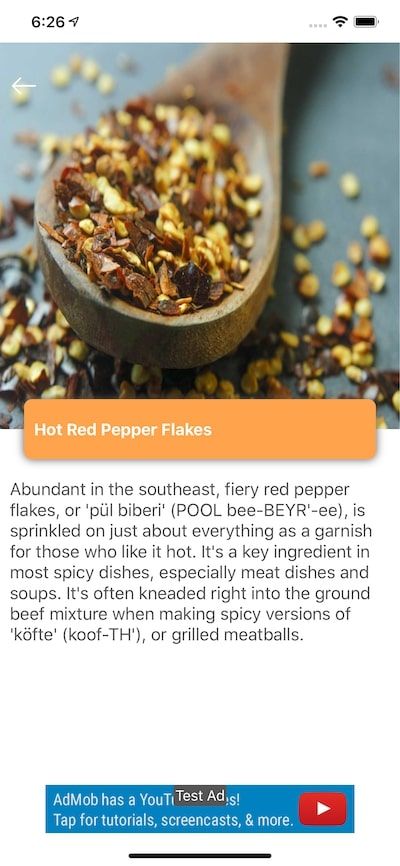 6:26
Hot Red Pepper Flakes
Abundant in the southeast, fiery red pepper
flakes, or 'pül biberi' (POOL bee-BEYR'-ee), is
sprinkled on just about everything as a garnish
for those who like it hot. It's a key ingredient in
most spicy dishes, especially meat dishes and
soups. It's often kneaded right into the ground
beef mixture when making spicy versions of
'köfte' (koof-TH'), or grilled meatballs.
Test Ad
AdMob has a
Tap for tutorials, screencasts, & more.